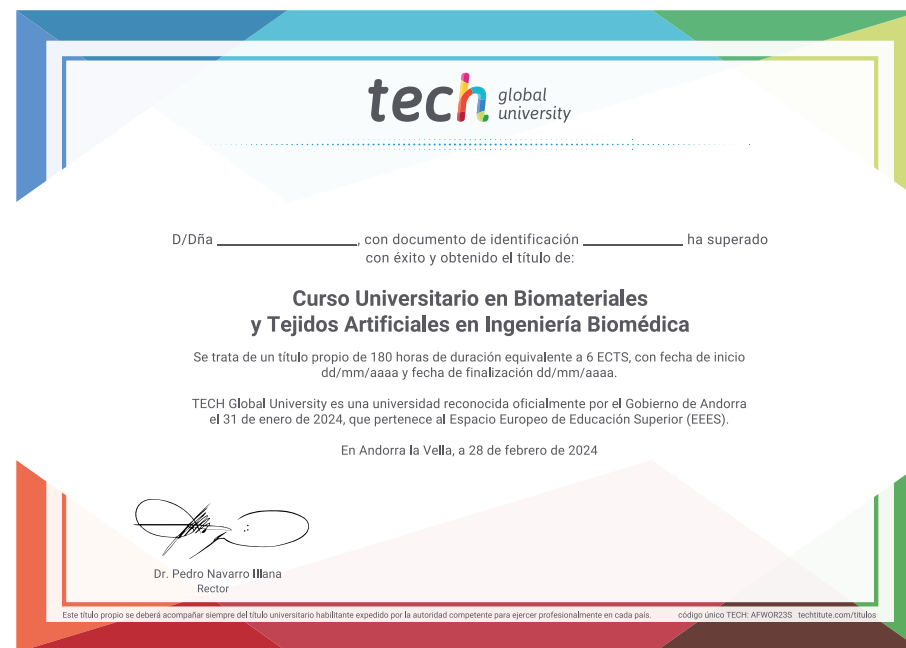 tech global university
D/Dña ____________, con documento de identificación ____________ ha superado
con éxito y obtenido el título de:
Curso Universitario en Biomateriales
y Tejidos Artificiales en Ingeniería Biomédica
Se trata de un título propio de 180 horas de duración equivalente a 6 ECTS, con fecha de inicio
dd/mm/aaaa y fecha de finalización dd/mm/aaaa.
TECH Global University es una universidad reconocida oficialmente por el Gobierno de Andorra
el 31 de enero de 2024, que pertenece al Espacio Europeo de Educación Superior (EEES).
En Andorra la Vella, a 28 de febrero de 2024
Dr. Pedro Navarro Illana
Rector
Este título propio se deberá acompañar siempre del título universitario habilitante expedido por la autoridad competente para ejercer profesionalmente en cada país. código único TECH: AFWOR23S techtitute.com/titulos